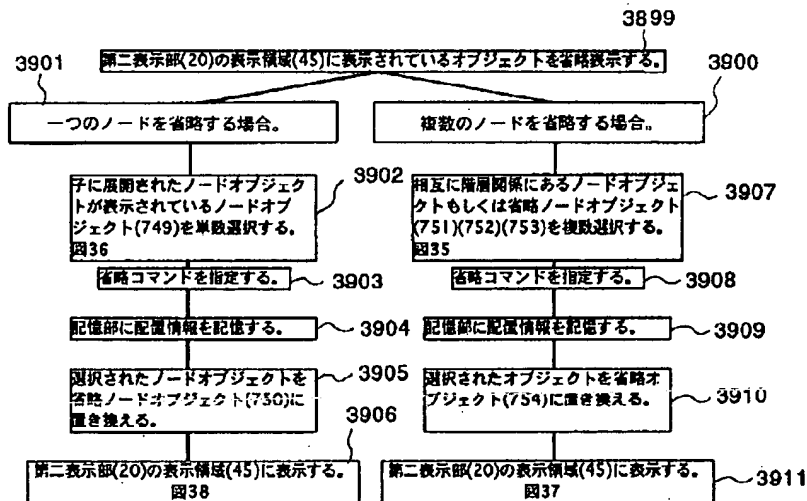 3899
第二表示部(20)の表示領域(45)に表示されているオブジェクトを省略表示する。
3901
一つのノードを省略する場合。
3900
複数のノードを省略する場合。
3902
子に展開されたノードオブジェク
トが表示されているノードオブ
ジェクト(749)を単数選択する。
図36
3903
省略コマンドを指定する。
3904
記憶部に配置情報を記憶する。
3905
選択されたノードオブジェクトを
省略ノードオブジェクト(750)に
置き換える。
3906
第二表示部(20)の表示領域(45)に表示する。
図38
3907
相互に階層関係にあるノードオブジェ
クトもしくは省略ノードオブジェクト
(751)(752)(753)を複数選択する。
図35
3908
省略コマンドを指定する。
3909
記憶部に配置情報を記憶する。
3910
選択されたオブジェクトを省略オ
ブジェクト(754)に置き換える。
3911
第二表示部(20)の表示領域(45)に表示する。
図37